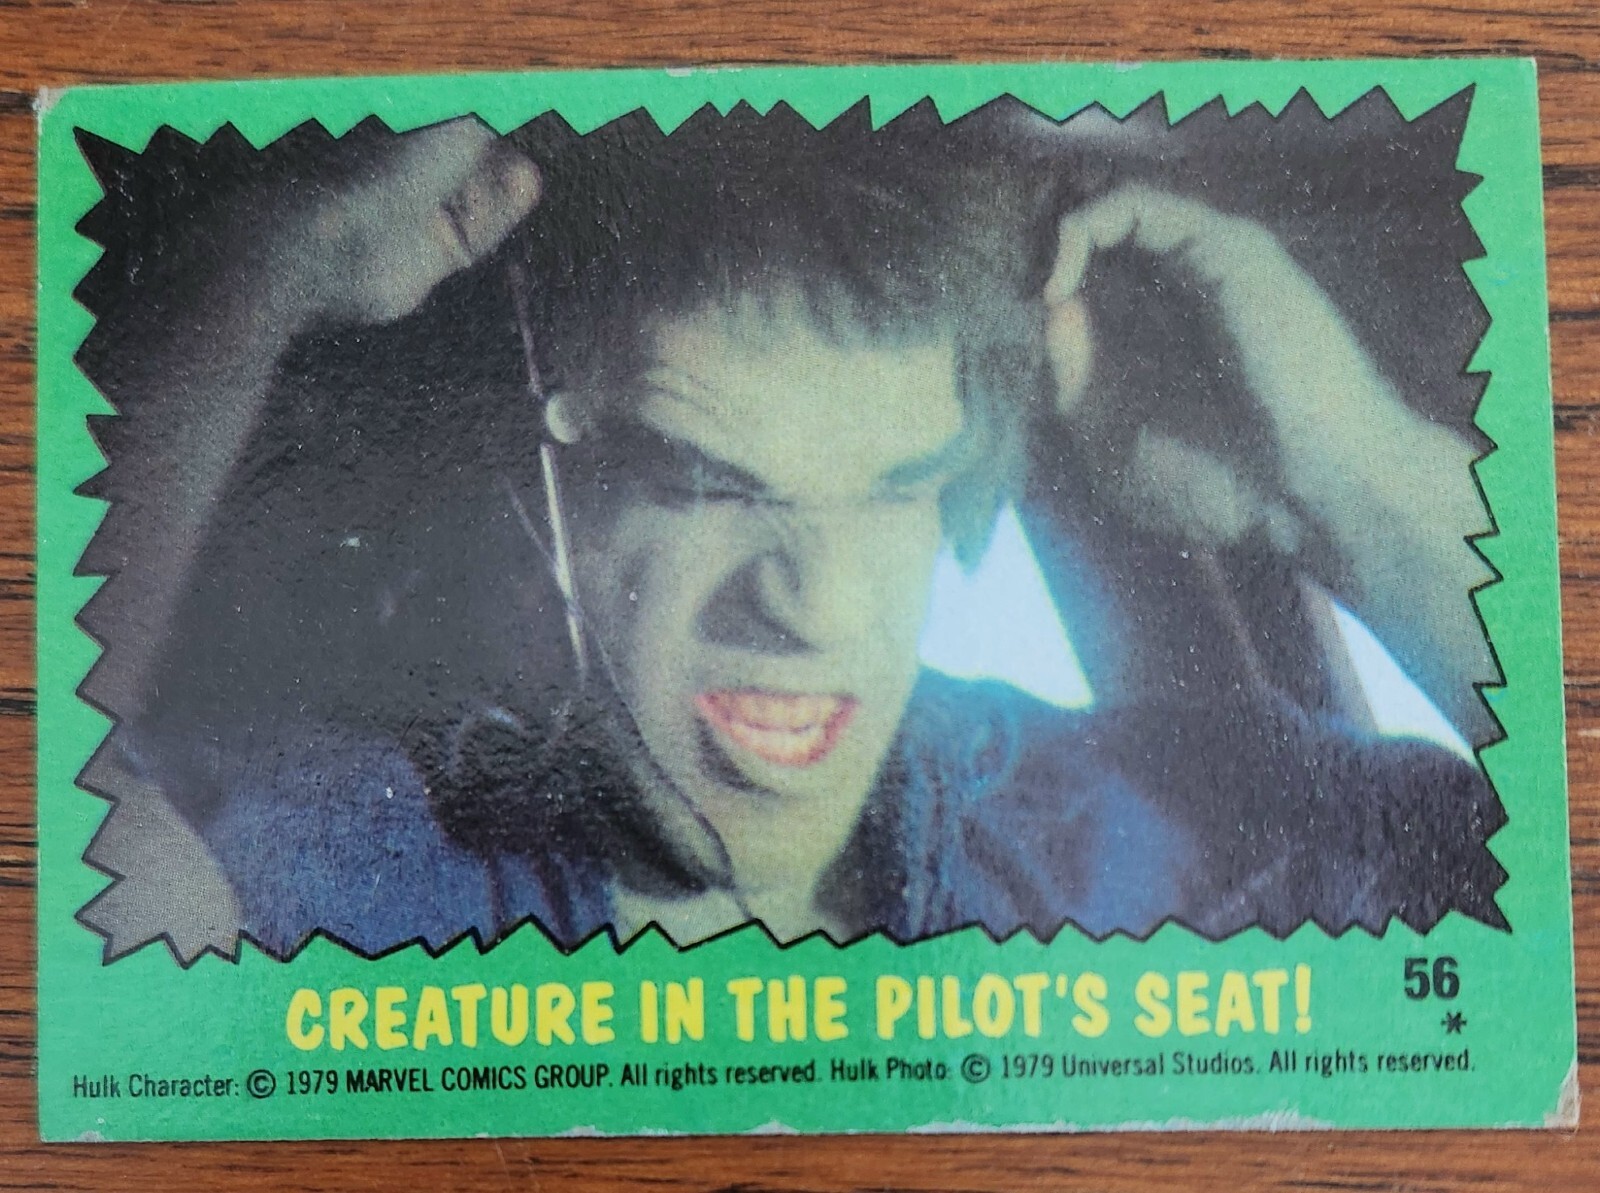 CREATURE IN THE PILOT'S SEAT!
56
*
Hulk Character: © 1979 MARVEL COMICS GROUP. All rights reserved. Hulk Photo: © 1979 Universal Studios. All rights reserved.